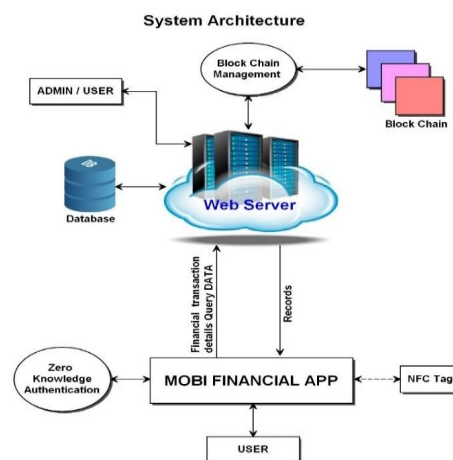 System Architecture
Block Chain
Management
ADMIN / USER
Block Chain
DB
Web Server
Database
Financial transaction
details Query DATA
Records
Zero
Knowledge
Authentication
MOBI FINANCIAL APP
NFC Tag
USER